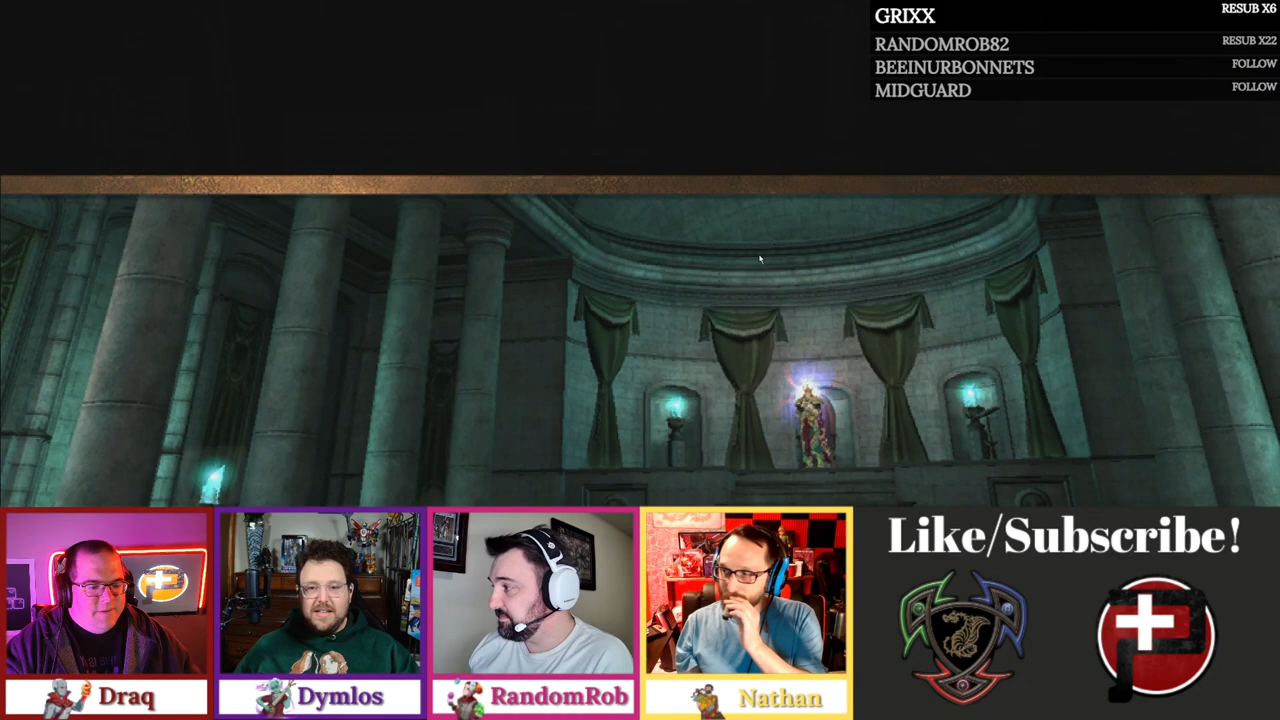 GRIXX RESUB X6
RANDOMROB82 RESUB X22
BEEINURBONNETS FOLLOW
MIDGUARD FOLLOW
Like/Subscribe!
Draq
Dymlos
RandomRob
Nathan